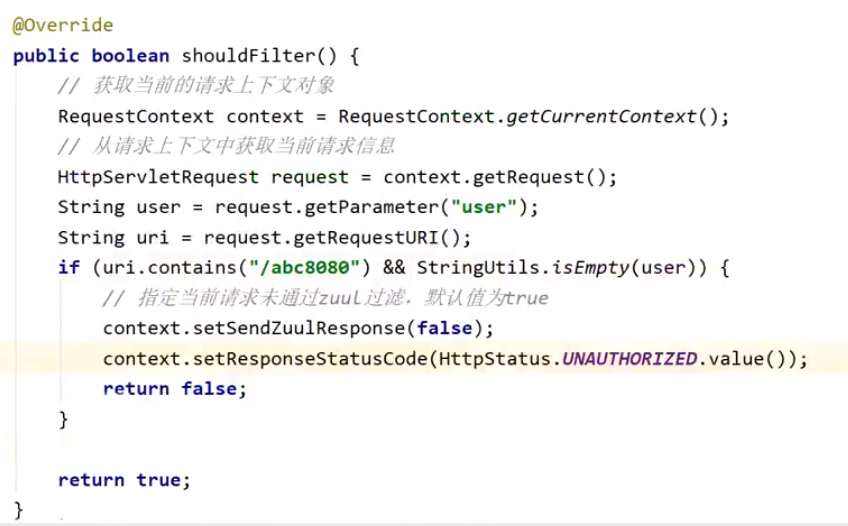 @Override
public boolean shouldFilter() {
// 获取当前的请求上下文对象
RequestContext context = RequestContext.getCurrentContext();
// 从请求上下文中获取当前请求信息
HttpServletRequest request = context.getRequest();
String user = request.getParameter("user");
String uri = request.getRequestURI();
if (uri.contains("/abc8080") && StringUtils.isEmpty(user)) {
// 指定当前请求未通过zuul过滤，默认值为true
context.setSendZuulResponse(false);
context.setResponseStatusCode(HttpStatus.UNAUTHORIZED.value());
return false;
}
return true;
}